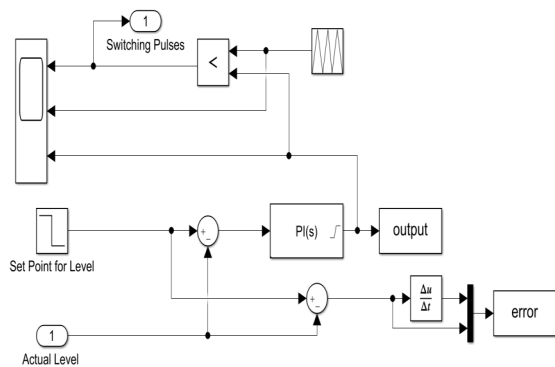 1
Switching Pulses
<
+
−
PI(s)
output
Set Point for Level
+
−
Δu
Δt
error
1
Actual Level